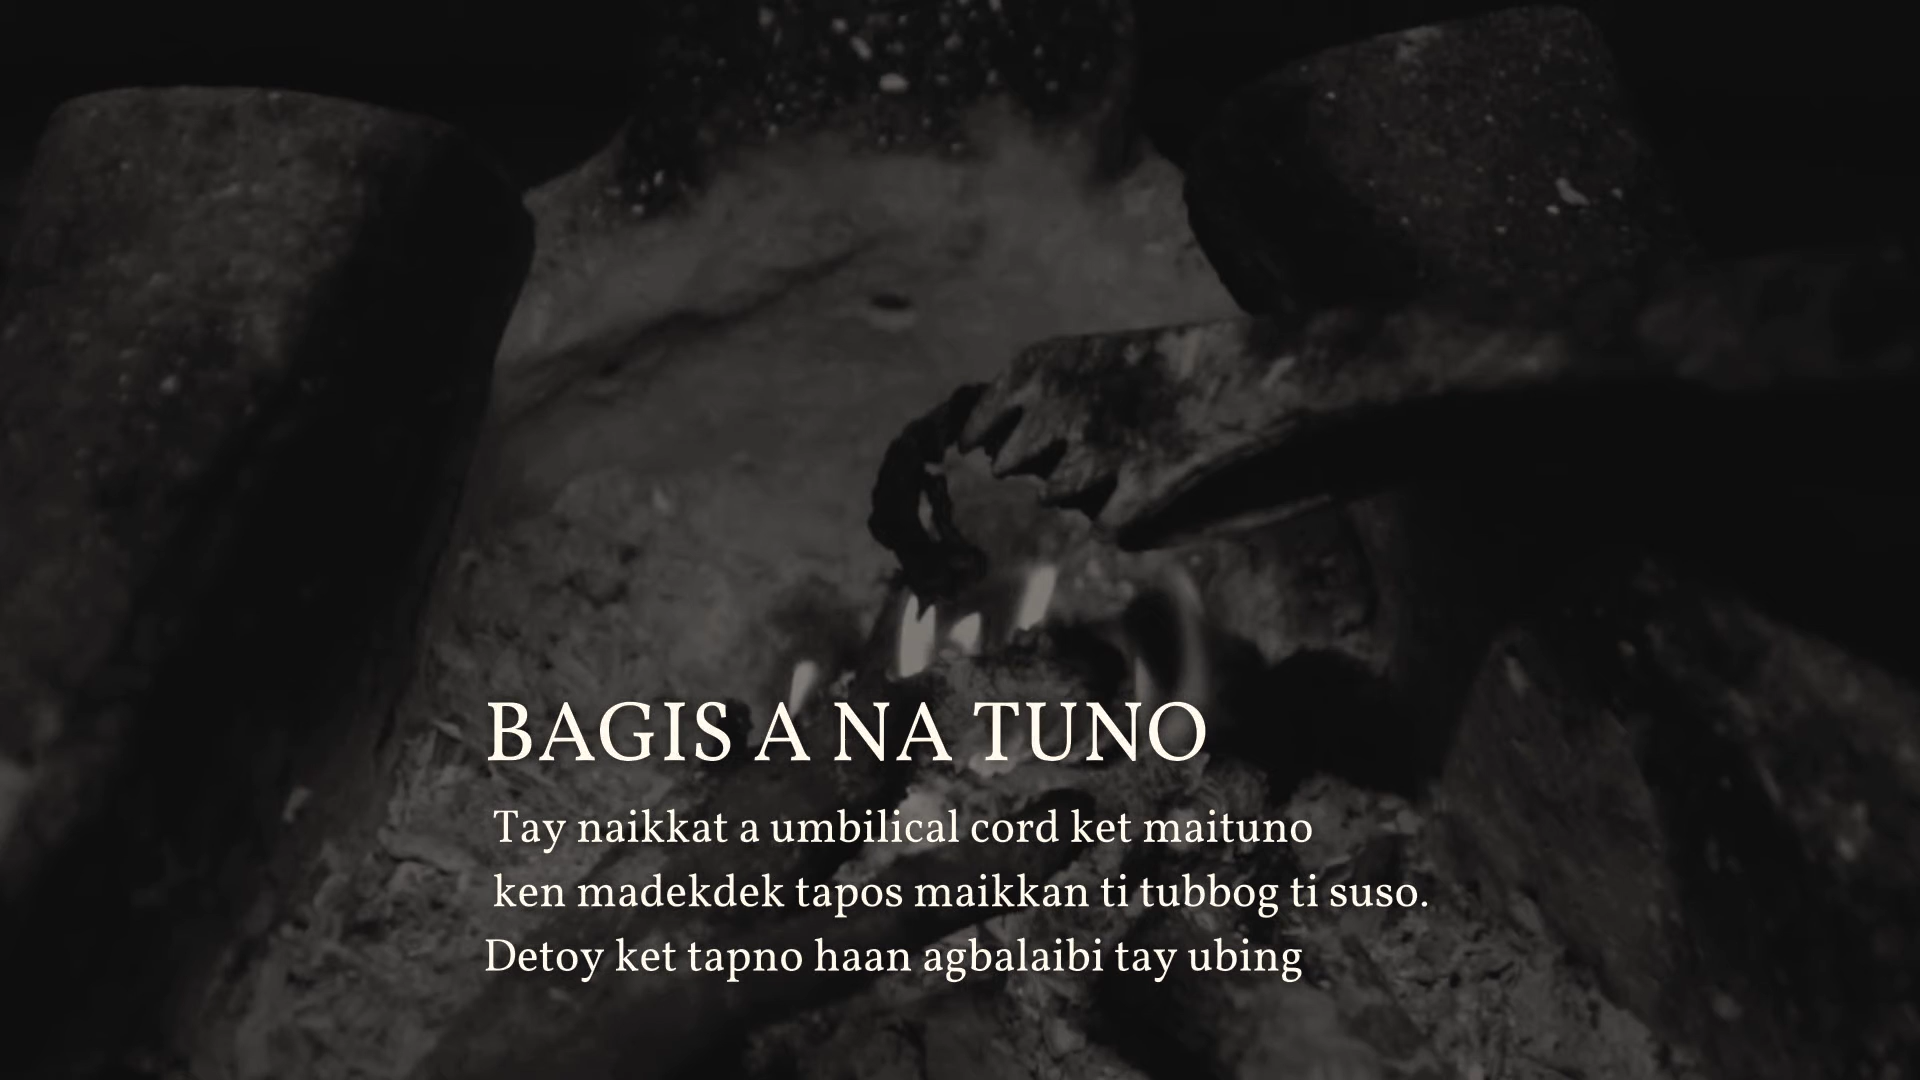 BAGIS A NA TUNO
Tay naikkat a umbilical cord ket maituno
ken madekdek tapos maikkan ti tubbog ti suso.
Detoy ket tapno haan agbalaibi tay ubing